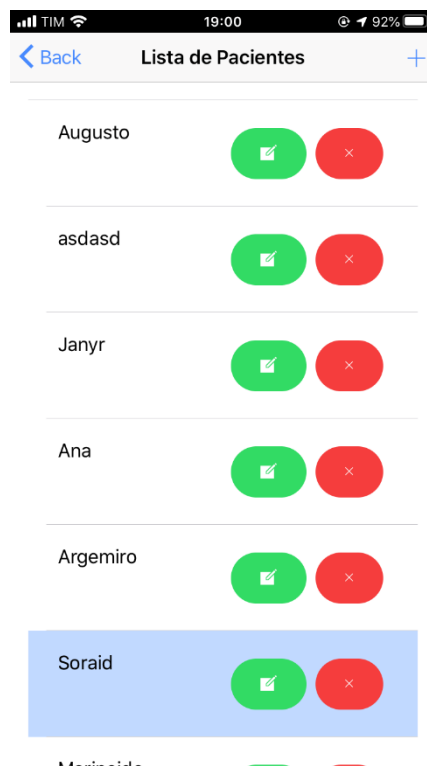 TIM 19:00 92%
Back Lista de Pacientes +
Augusto
asdasd
Janyr
Ana
Argemiro
Soraid